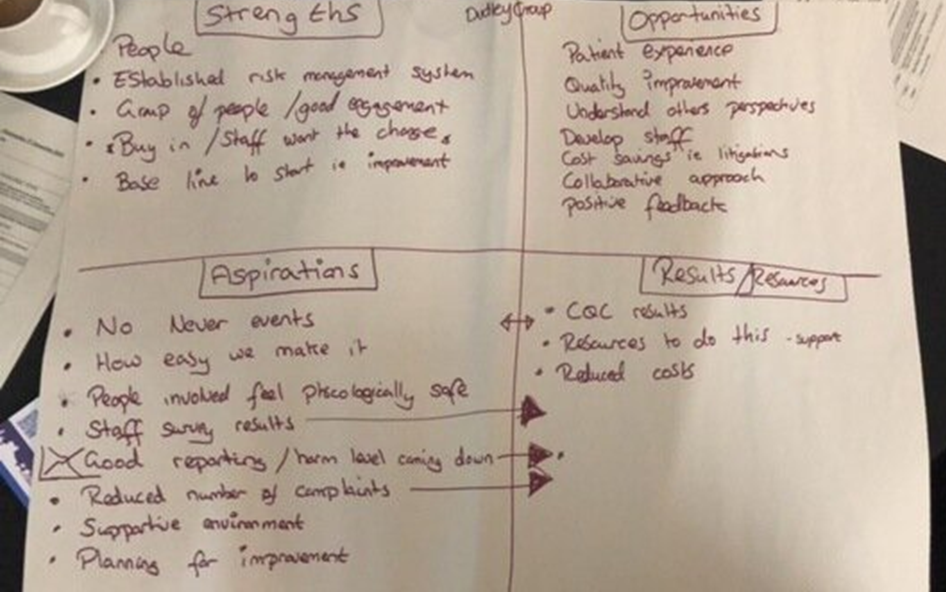 Strengths
Dudley Group
Opportunities
People
• Established risk management system
• Group of people / good engagement
• Buy in / Staff want the change
• Base line to start ie improvement
Patient experience
Quality improvement
Understand others perspectives
Develop staff
Cost savings ie litigations
Collaborative approach
positive feedback
Aspirations
• No Never events
• How easy we make it
• People involved feel phscologically safe
• Staff survey results
Good reporting / harm level coming down
• Reduced number of complaints
• Supportive environment
• Planning for improvement
Results/Resources
• CQC results
• Resources to do this - support
• Reduced costs